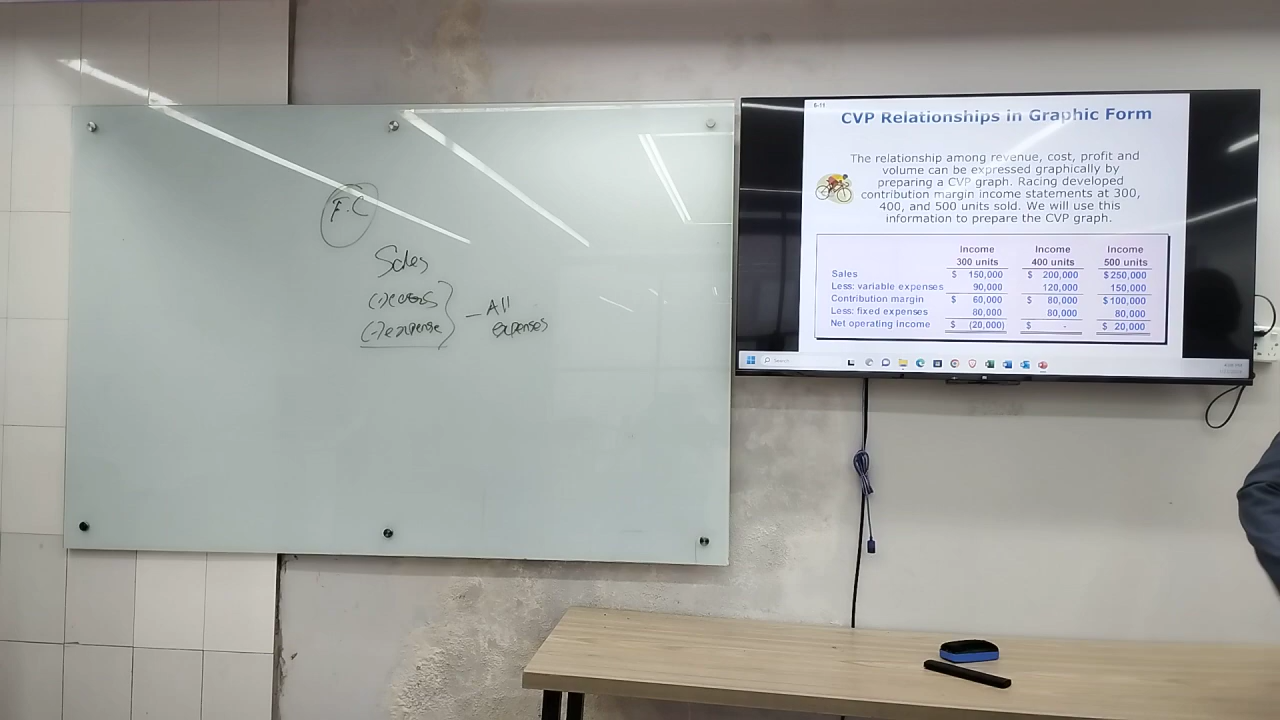 F.C
Sales
(-) expense
All
expenses
6-11
CVP Relationships in Graphic Form
The relationship among revenue, cost, profit and
volume can be expressed graphically by
preparing a CVP graph. Racing developed
contribution margin income statements at 300,
400, and 500 units sold. We will use this
information to prepare the CVP graph.
Income Income Income
300 units 400 units 500 units
Sales $ 150,000 $ 200,000 $ 250,000
Less: variable expenses 90,000 120,000 150,000
Contribution margin $ 60,000 $ 80,000 $ 100,000
Less: fixed expenses 80,000 80,000 80,000
Net operating income $ (20,000) $ - $ 20,000
Search